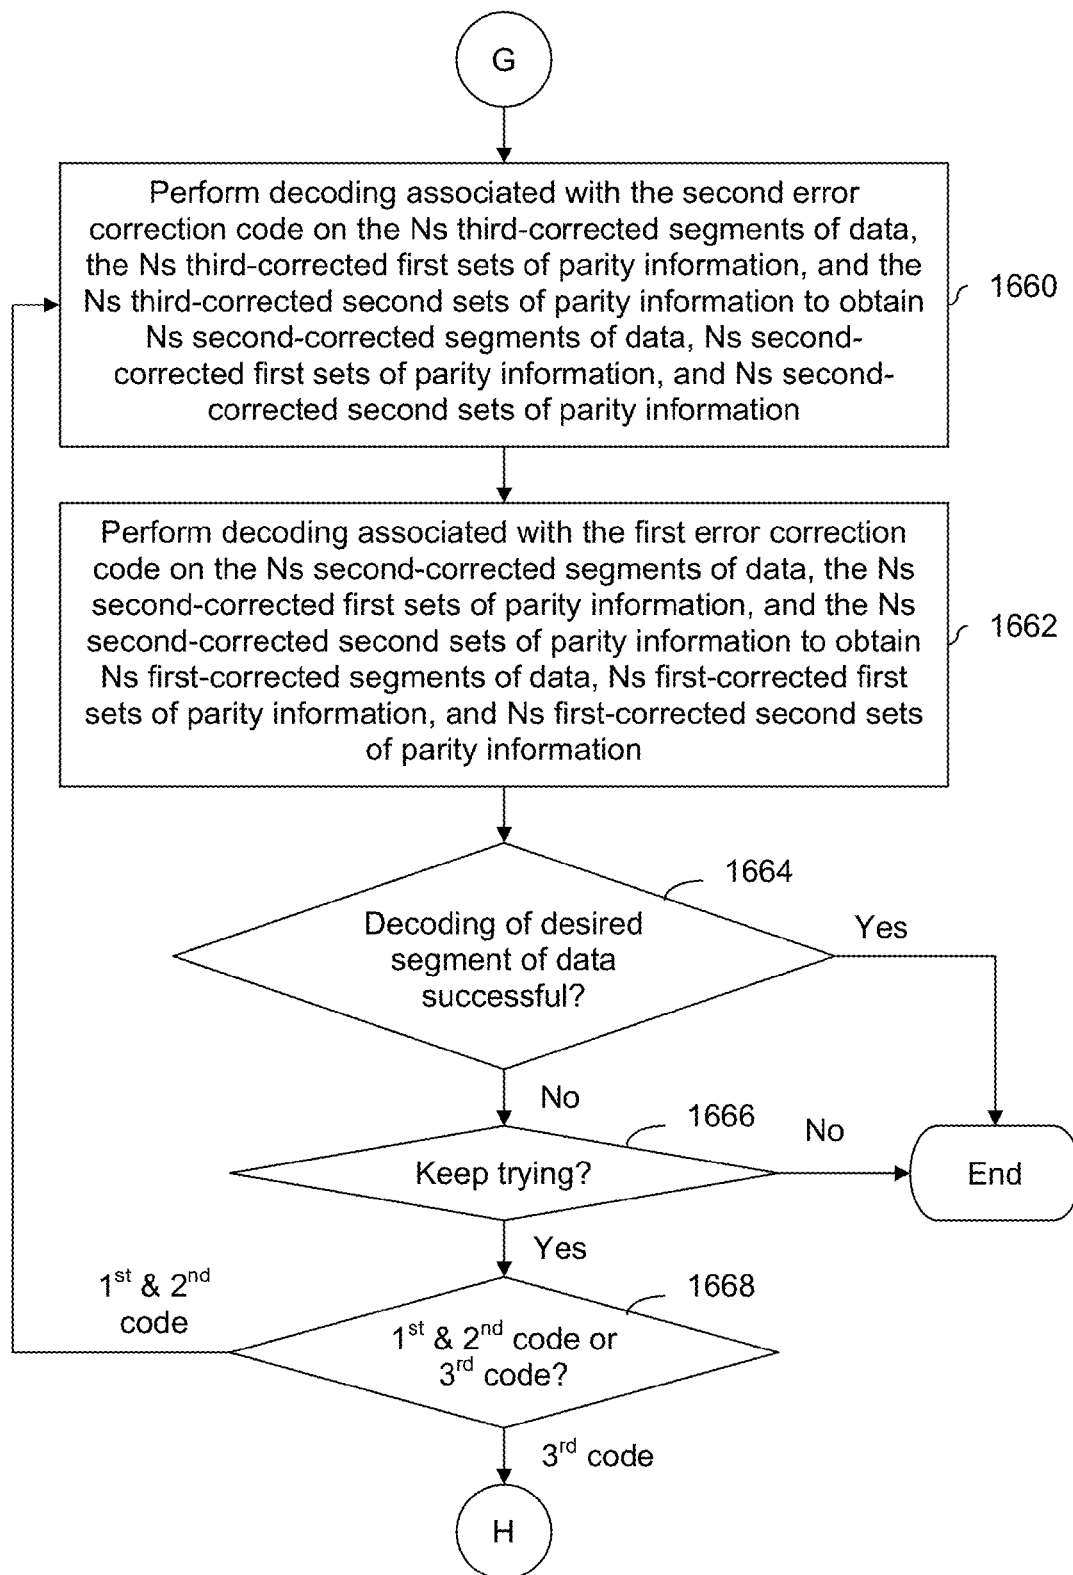 G
Perform decoding associated with the second error
correction code on the Ns third-corrected segments of data,
the Ns third-corrected first sets of parity information, and the
Ns third-corrected second sets of parity information to obtain
Ns second-corrected segments of data, Ns second-
corrected first sets of parity information, and Ns second-
corrected second sets of parity information
1660
Perform decoding associated with the first error correction
code on the Ns second-corrected segments of data, the Ns
second-corrected first sets of parity information, and the Ns
second-corrected second sets of parity information to obtain
Ns first-corrected segments of data, Ns first-corrected first
sets of parity information, and Ns first-corrected second sets
of parity information
1662
1664
Decoding of desired
segment of data
successful?
Yes
No
1666
Keep trying?
No
End
Yes
1668
1st & 2nd
code
1st & 2nd code or
3rd code?
3rd code
H